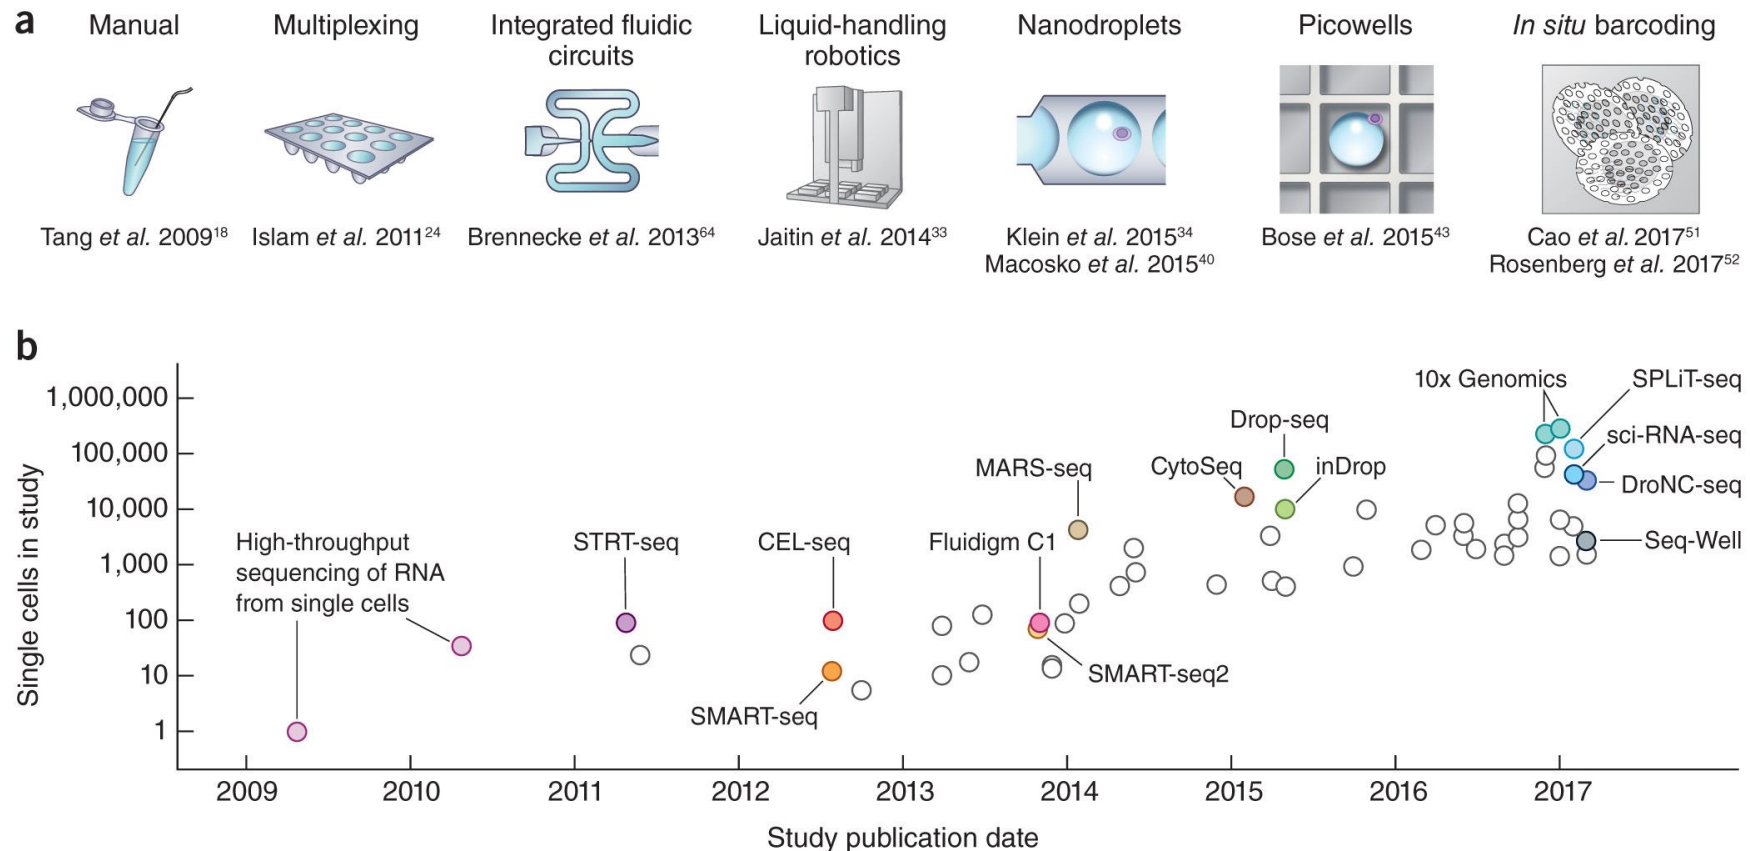 a
Manual
Multiplexing
Integrated fluidic
circuits
Liquid-handling
robotics
Nanodroplets
Picowells
In situ barcoding
Tang et al. 2009¹⁸
Islam et al. 2011²⁴
Brennecke et al. 2013⁶⁴
Jaitin et al. 2014³³
Klein et al. 2015³⁴
Macosko et al. 2015⁴⁰
Bose et al. 2015⁴³
Cao et al. 2017⁵¹
Rosenberg et al. 2017⁵²
b
Single cells in study
1,000,000
100,000
10,000
1,000
100
10
1
High-throughput
sequencing of RNA
from single cells
STRT-seq
CEL-seq
SMART-seq
Fluidigm C1
SMART-seq2
MARS-seq
CytoSeq
Drop-seq
inDrop
10x Genomics
SPLiT-seq
sci-RNA-seq
DroNC-seq
Seq-Well
2009
2010
2011
2012
2013
2014
2015
2016
2017
Study publication date